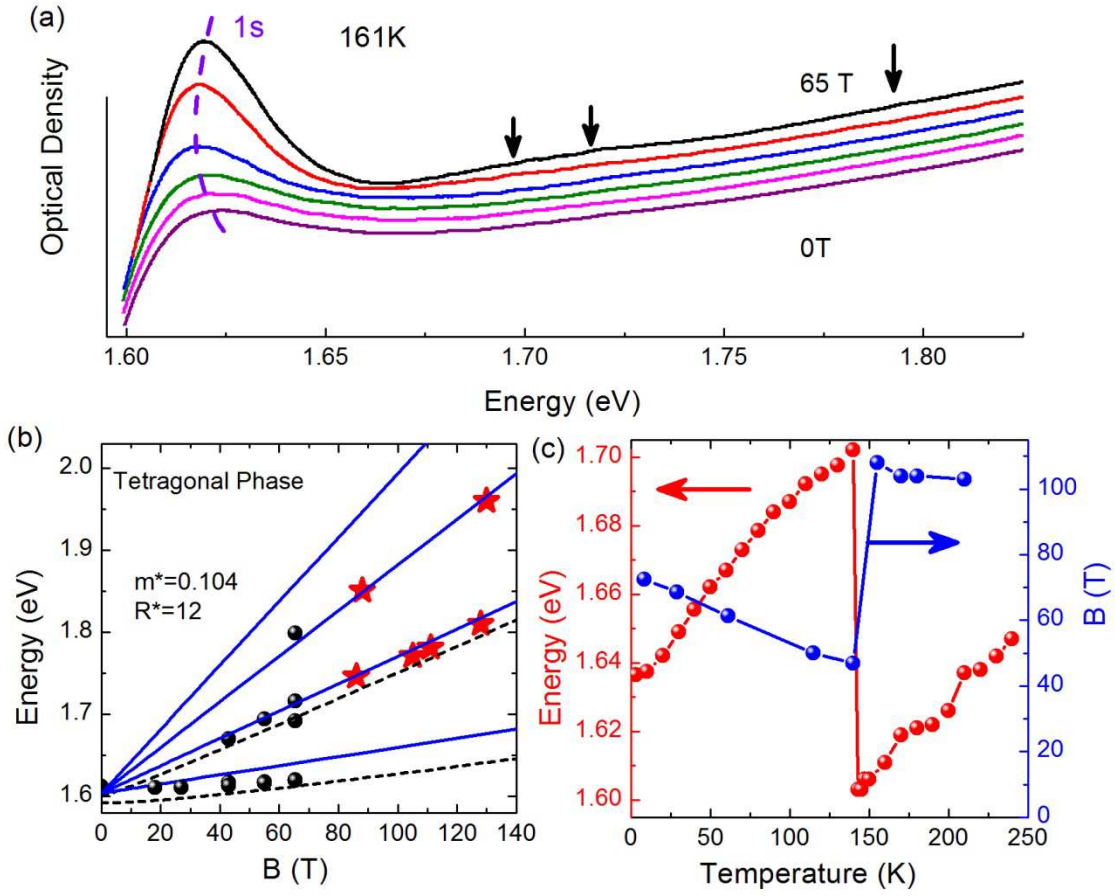 (a)
1s
161K
65 T
0T
Optical Density
1.60 1.65 1.70 1.75 1.80
Energy (eV)
(b)
Tetragonal Phase
m*=0.104
R*=12
Energy (eV)
2.0
1.9
1.8
1.7
1.6
0 20 40 60 80 100 120 140
B (T)
(c)
Energy (eV)
1.70
1.68
1.66
1.64
1.62
1.60
0 50 100 150 200 250
Temperature (K)
100
80
60
40
20
0
B (T)